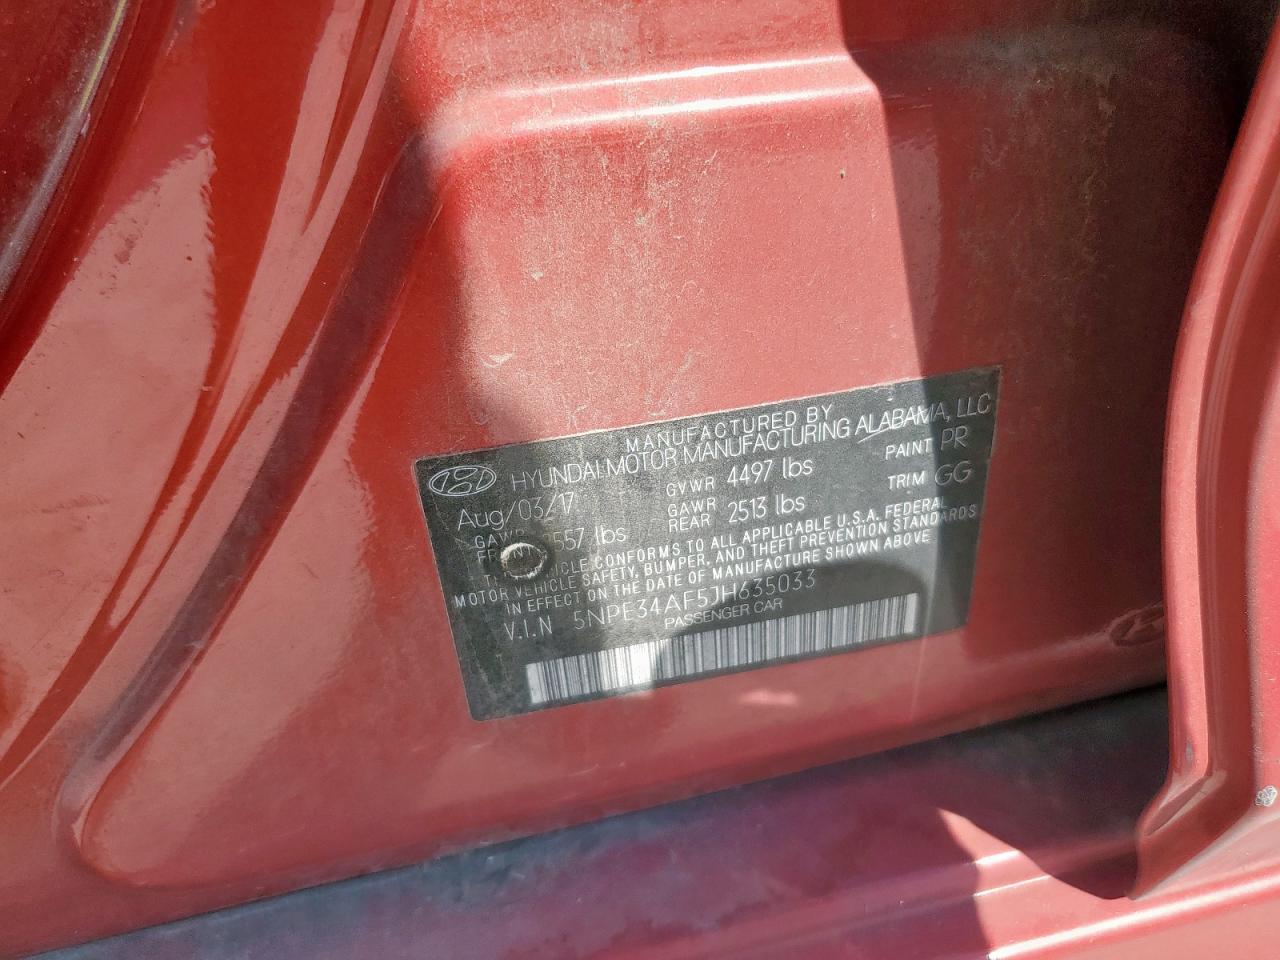 MANUFACTURED BY
HYUNDAI MOTOR MANUFACTURING ALABAMA, LLC
Aug/03/17 GVWR 4497 lbs PAINT PR
GAWR FRONT 557 lbs GAWR REAR 2513 lbs TRIM GG
VEHICLE CONFORMS TO ALL APPLICABLE U.S.A. FEDERAL
MOTOR VEHICLE SAFETY, BUMPER, AND THEFT PREVENTION STANDARDS
IN EFFECT ON THE DATE OF MANUFACTURE SHOWN ABOVE
V.I.N 5NPE34AF5JH635033
PASSENGER CAR